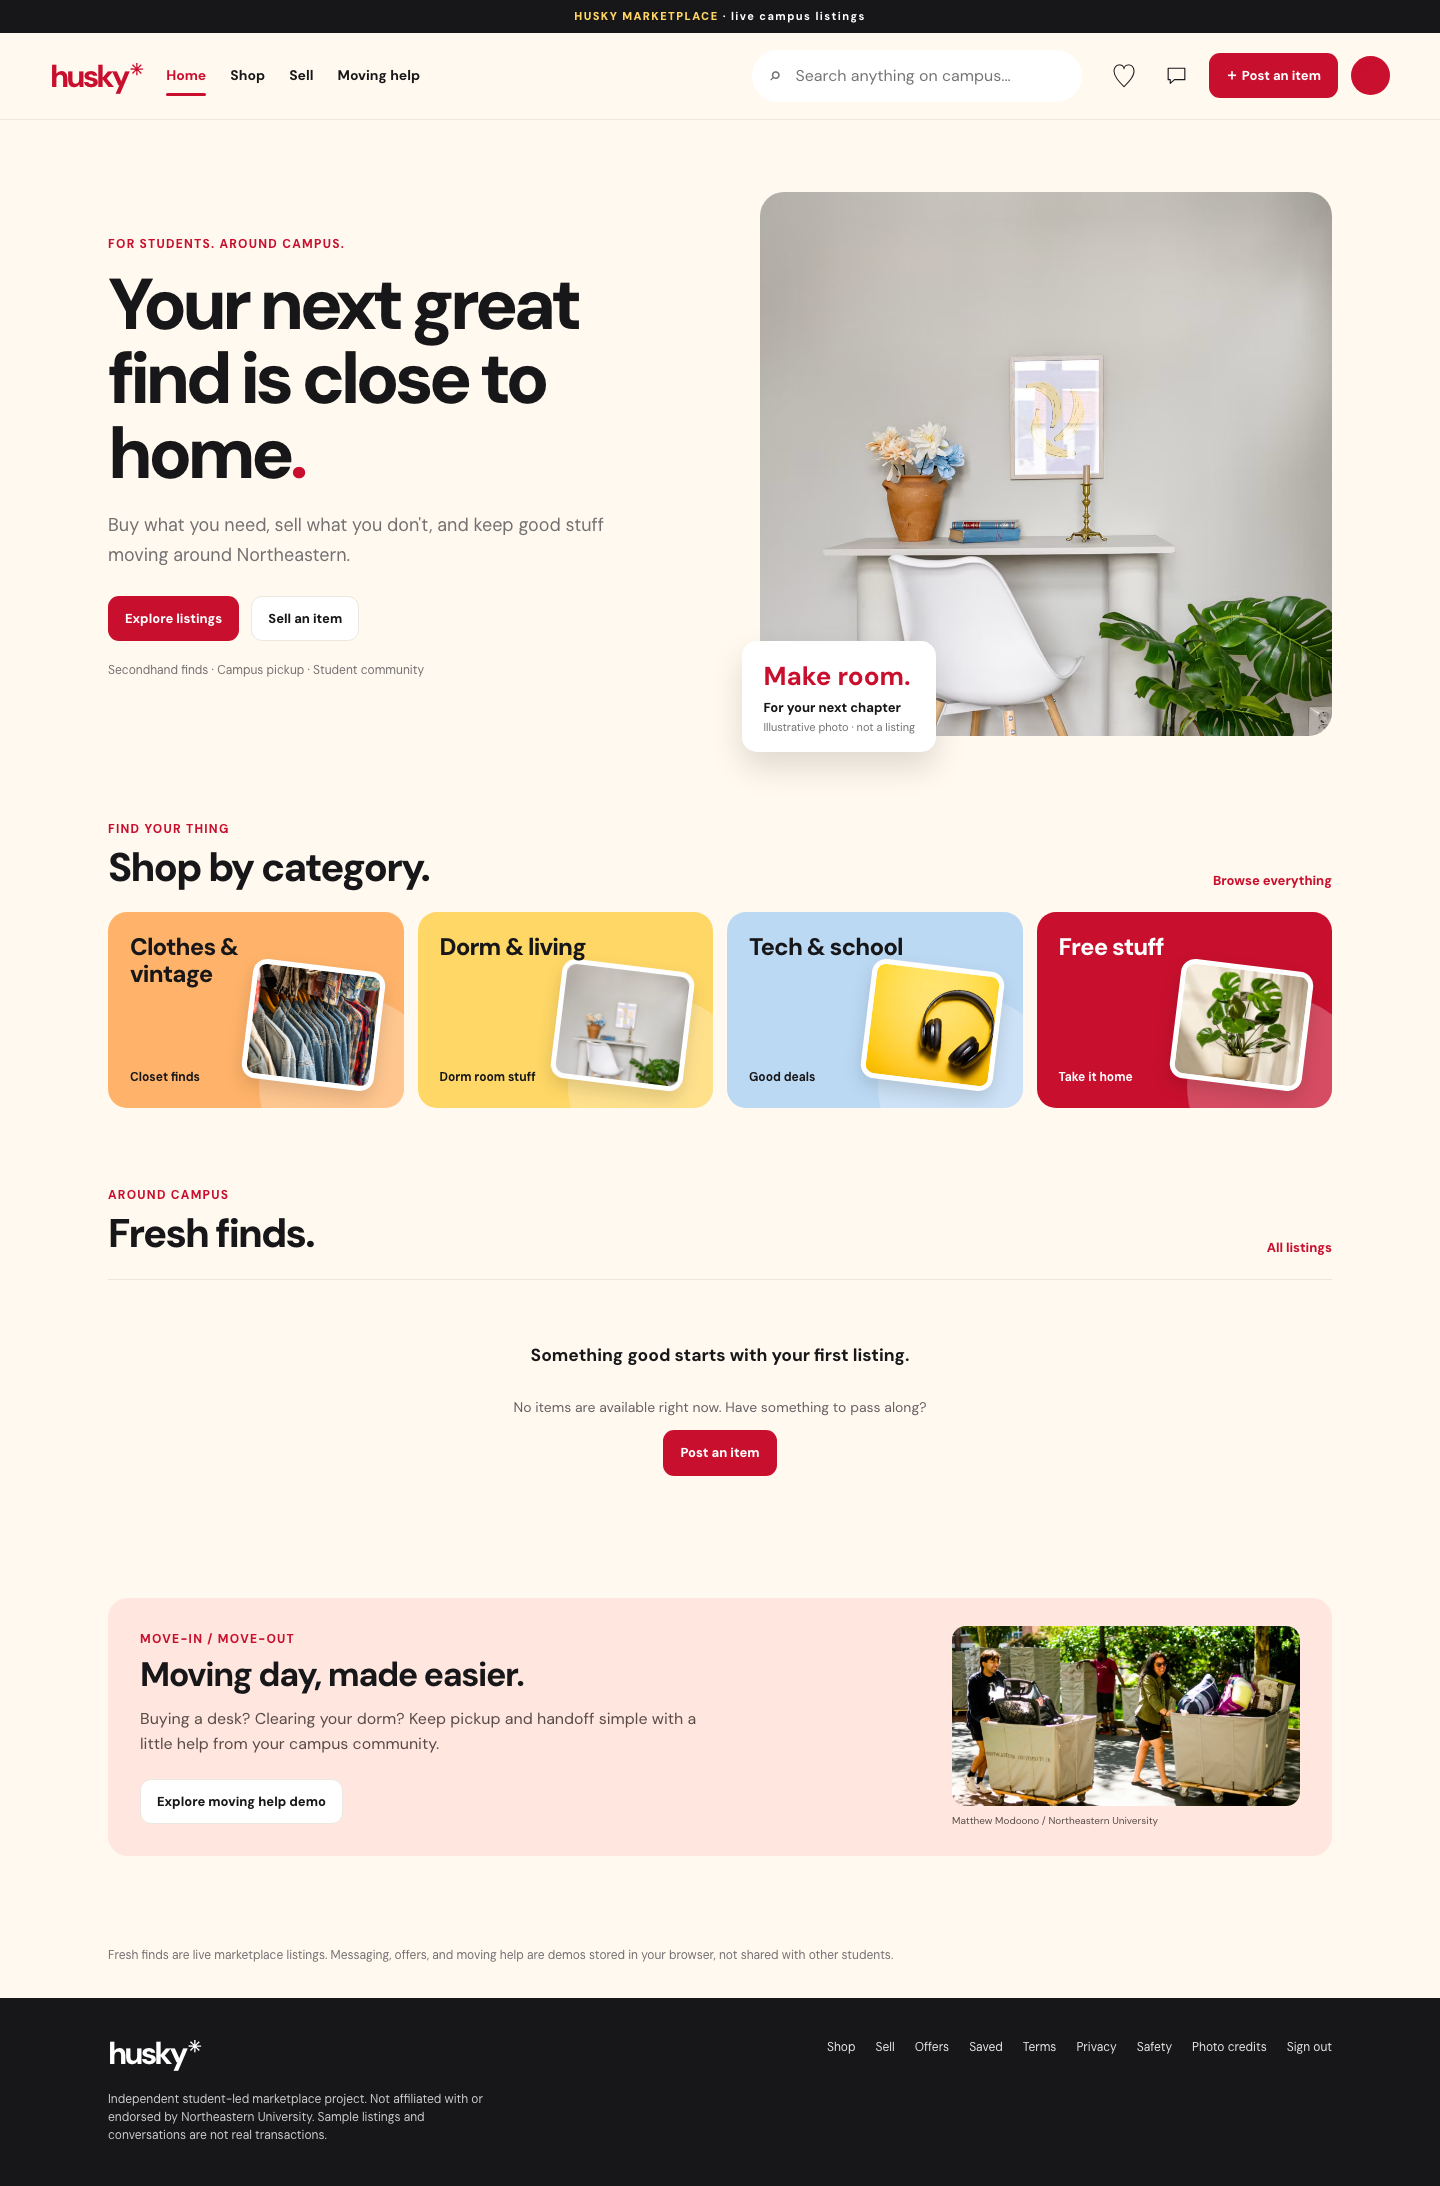 HUSKY MARKETPLACE · live campus listings
husky*
Home
Shop
Sell
Moving help
Search anything on campus...
+ Post an item
FOR STUDENTS. AROUND CAMPUS.
Your next great
find is close to
home.
Buy what you need, sell what you don't, and keep good stuff
moving around Northeastern.
Explore listings
Sell an item
Secondhand finds · Campus pickup · Student community
Make room.
For your next chapter
Illustrative photo · not a listing
FIND YOUR THING
Shop by category.
Browse everything
Clothes &
vintage
Closet finds
Dorm & living
Dorm room stuff
Tech & school
Good deals
Free stuff
Take it home
AROUND CAMPUS
Fresh finds.
All listings
Something good starts with your first listing.
No items are available right now. Have something to pass along?
Post an item
MOVE-IN / MOVE-OUT
Moving day, made easier.
Buying a desk? Clearing your dorm? Keep pickup and handoff simple with a
little help from your campus community.
Explore moving help demo
Matthew Modoono / Northeastern University
Fresh finds are live marketplace listings. Messaging, offers, and moving help are demos stored in your browser, not shared with other students.
husky*
Shop
Sell
Offers
Saved
Terms
Privacy
Safety
Photo credits
Sign out
Independent student-led marketplace project. Not affiliated with or
endorsed by Northeastern University. Sample listings and
conversations are not real transactions.